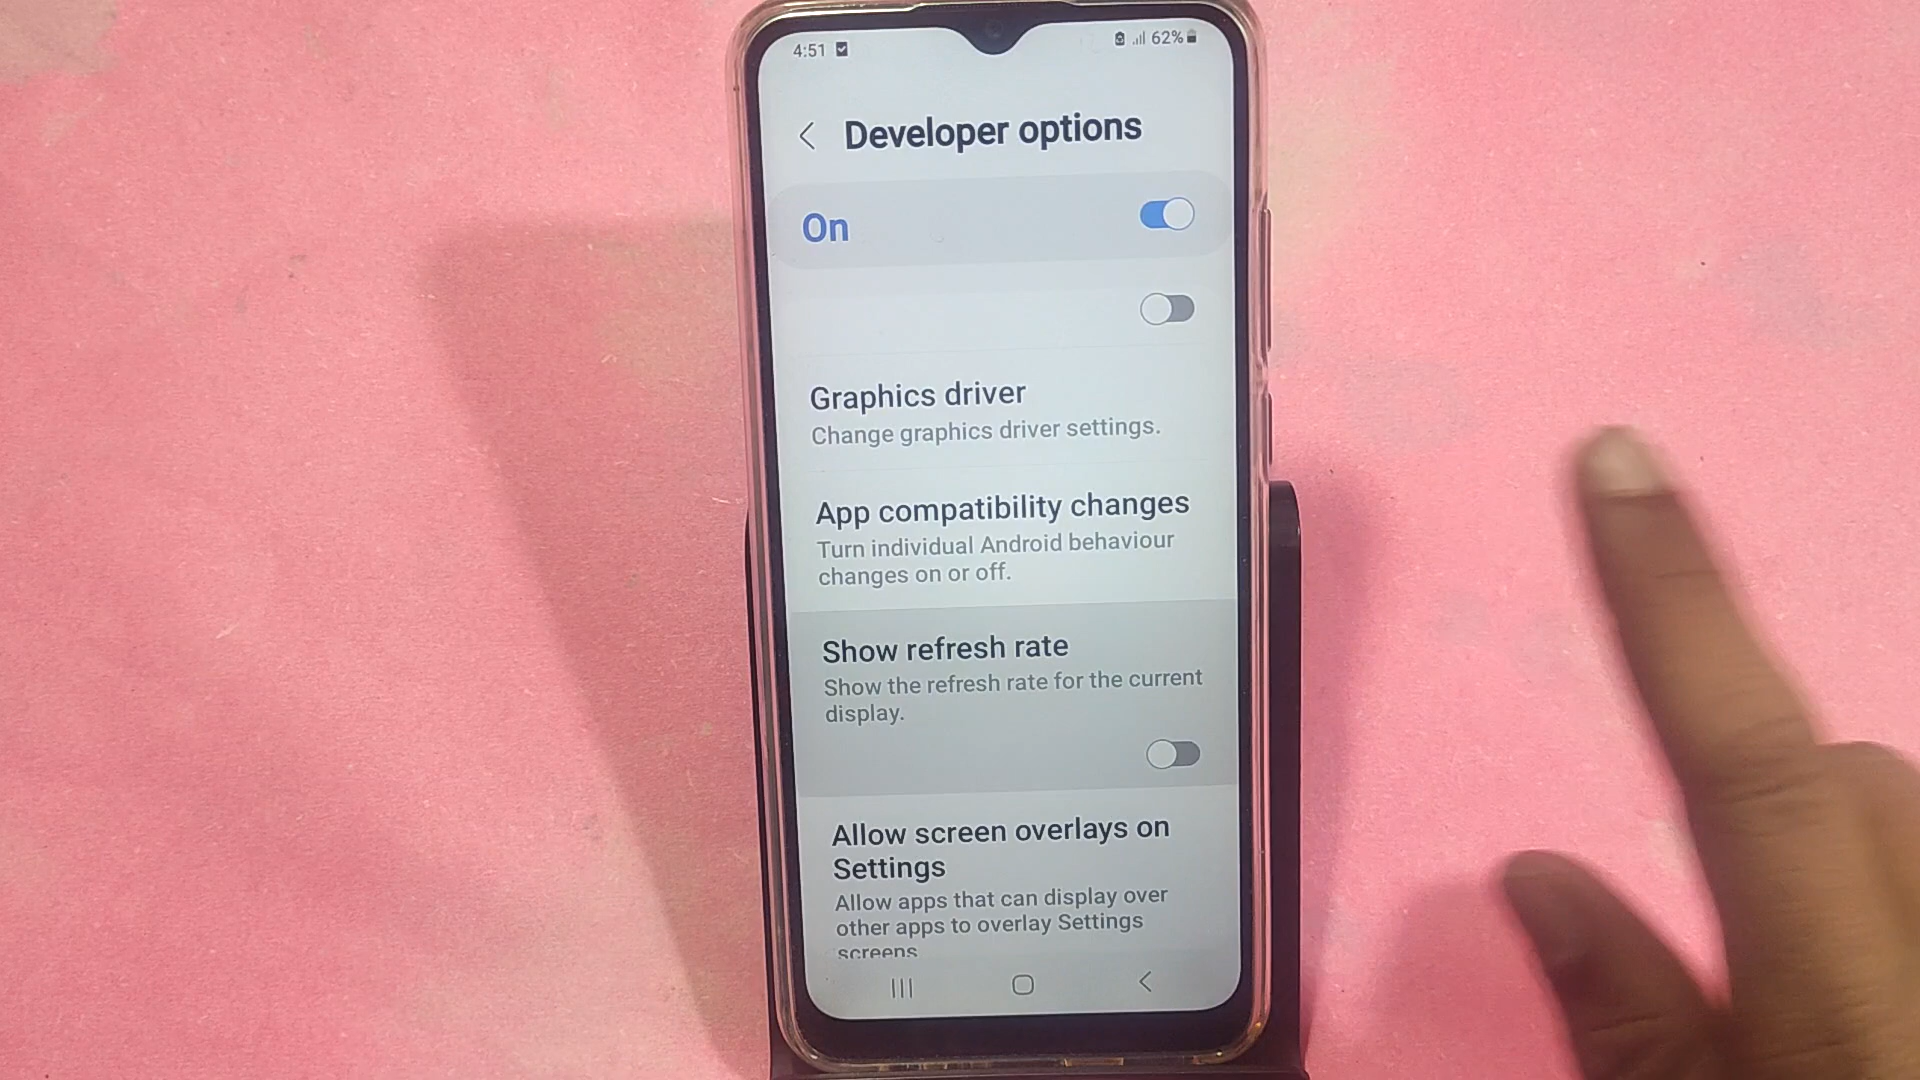 4:51
62%
Developer options
On
Graphics driver
Change graphics driver settings.
App compatibility changes
Turn individual Android behaviour
changes on or off.
Show refresh rate
Show the refresh rate for the current
display.
Allow screen overlays on
Settings
Allow apps that can display over
other apps to overlay Settings
screens